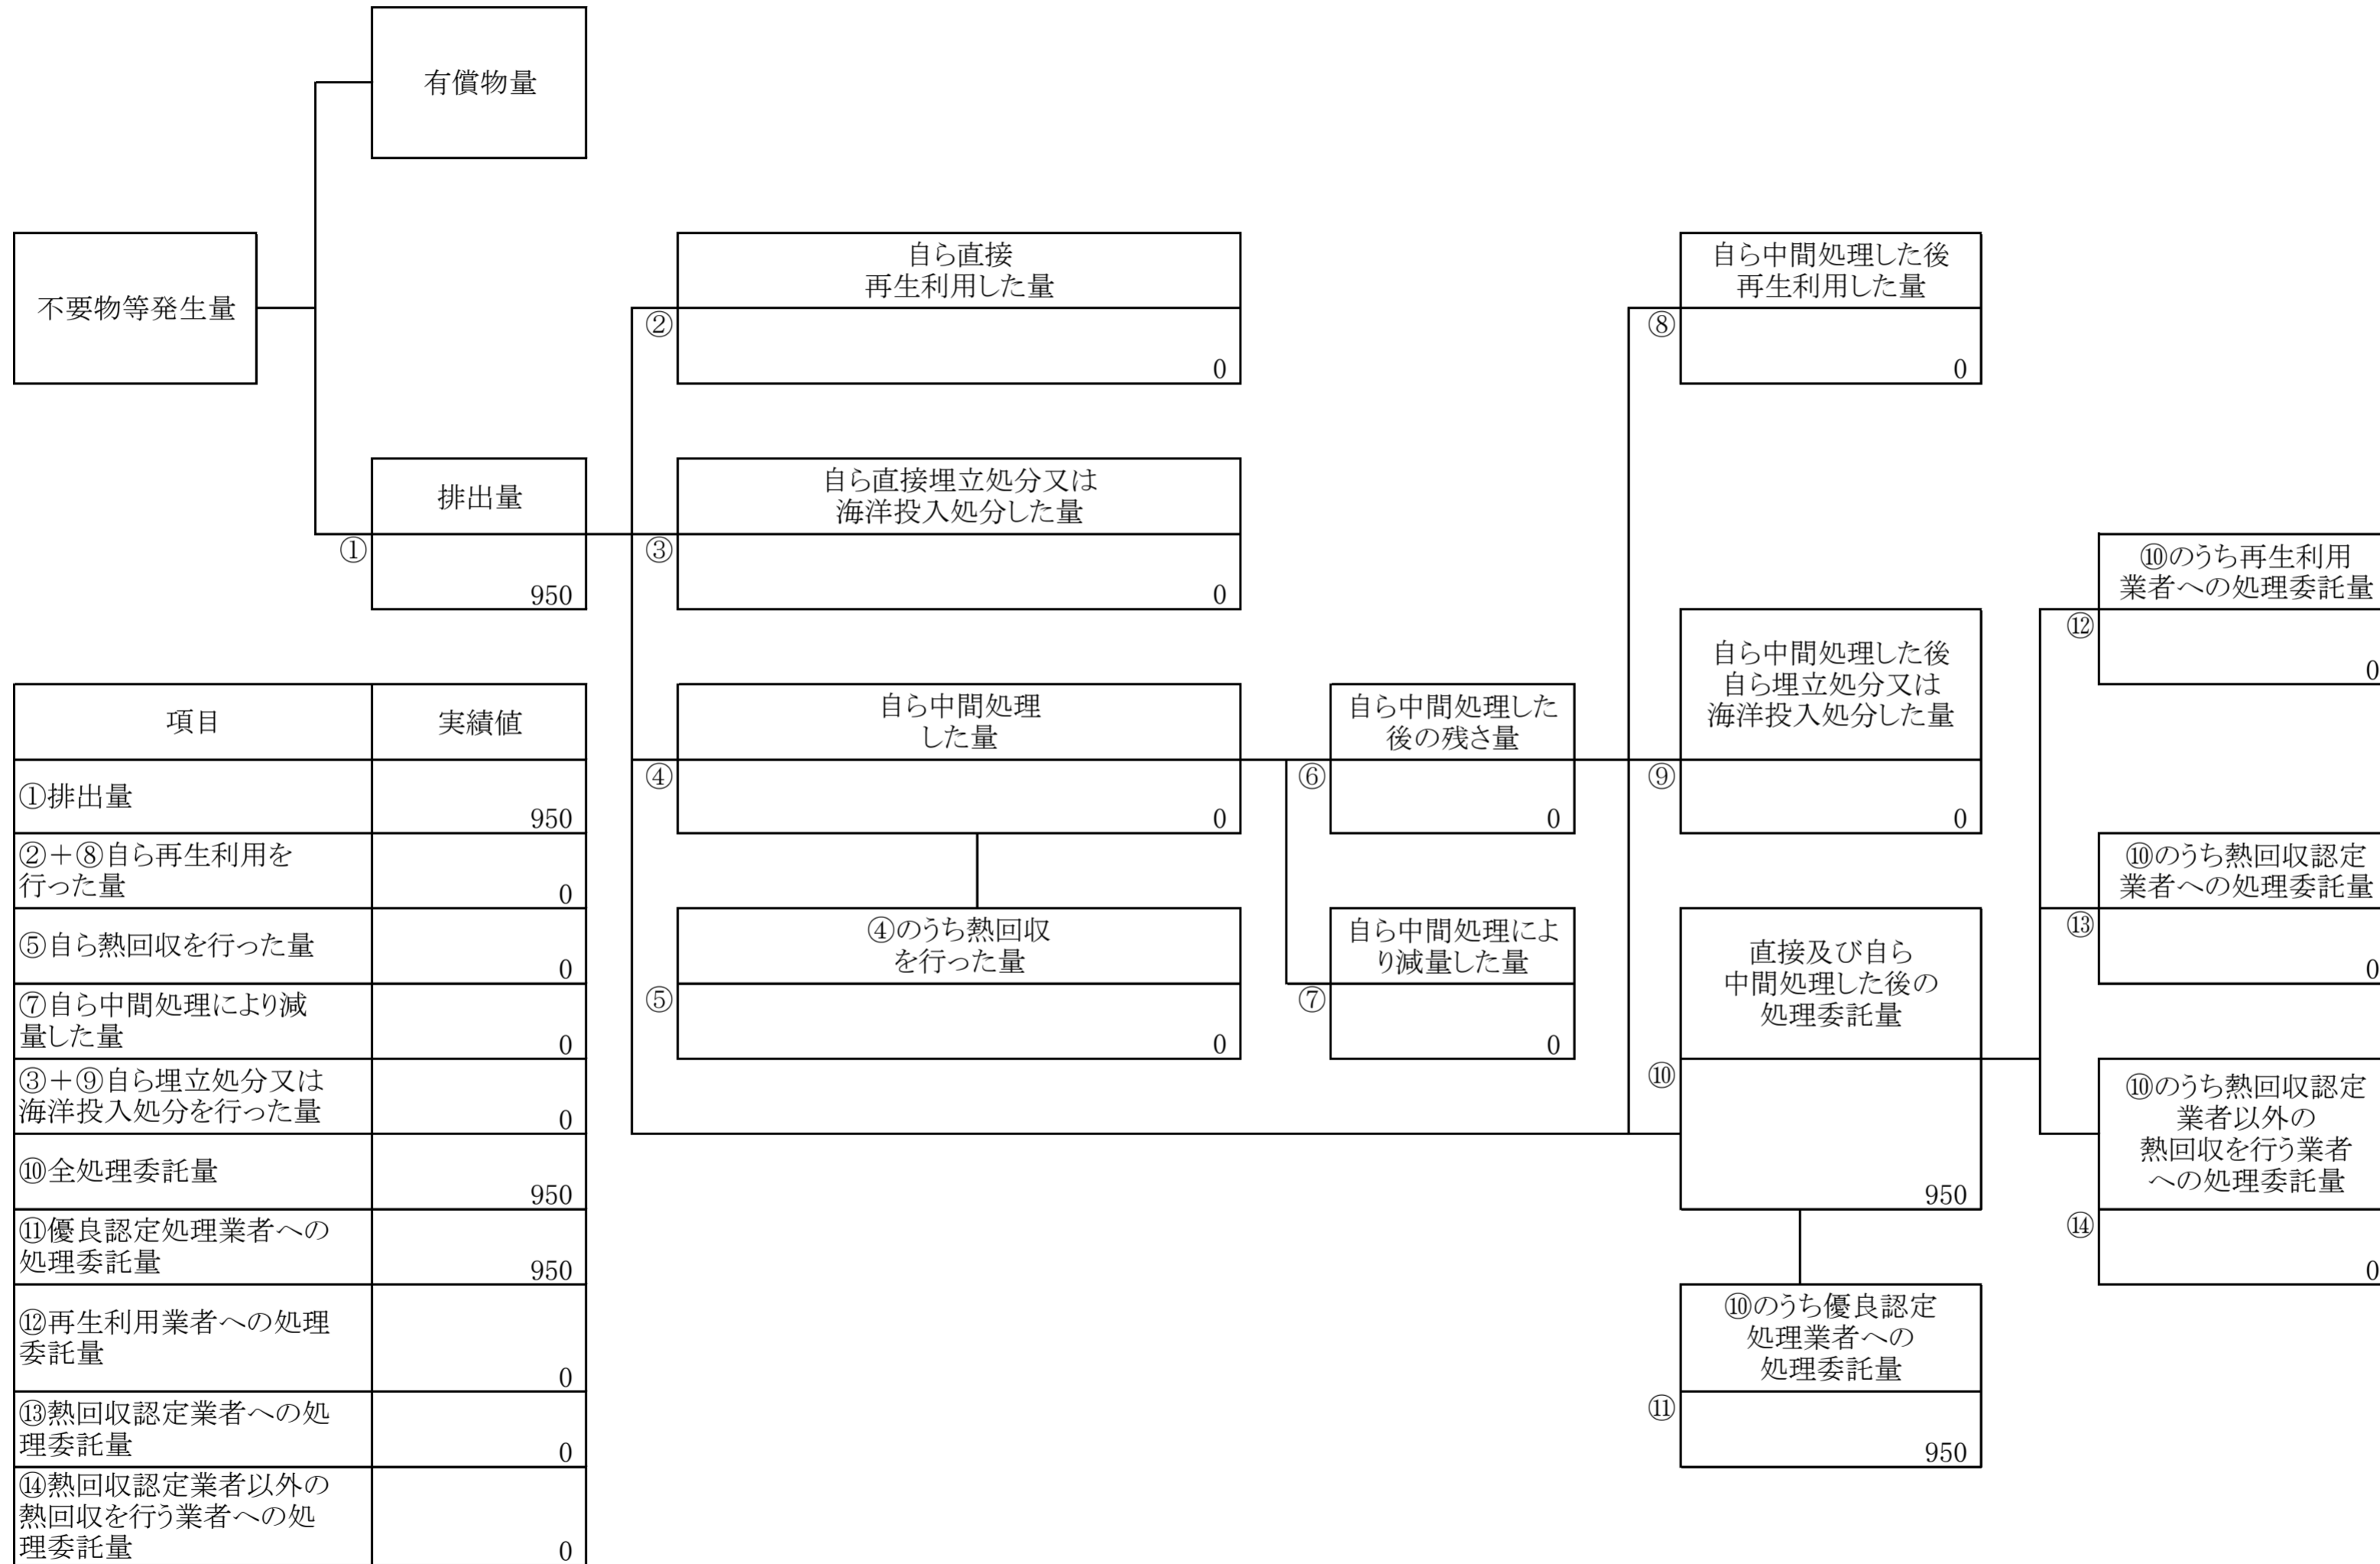 有償物量
不要物等発生量
自ら直接
再生利用した量
②
0
自ら中間処理した後
再生利用した量
⑧
0
排出量
①
950
自ら直接埋立処分又は
海洋投入処分した量
③
0
⑩のうち再生利用
業者への処理委託量
⑫
0
自ら中間処理
した量
④
0
自ら中間処理した
後の残さ量
⑥
0
自ら中間処理した後
自ら埋立処分又は
海洋投入処分した量
⑨
0
⑩のうち熱回収認定
業者への処理委託量
⑬
0
④のうち熱回収
を行った量
⑤
0
自ら中間処理によ
り減量した量
⑦
0
直接及び自ら
中間処理した後の
処理委託量
⑩
950
⑩のうち熱回収認定
業者以外の
熱回収を行う業者
への処理委託量
⑭
0
⑩のうち優良認定
処理業者への
処理委託量
⑪
950
項目 実績値
①排出量
950
②＋⑧自ら再生利用を
行った量
0
⑤自ら熱回収を行った量
0
⑦自ら中間処理により減
量した量
0
③＋⑨自ら埋立処分又は
海洋投入処分を行った量
0
⑩全処理委託量
950
⑪優良認定処理業者への
処理委託量
950
⑫再生利用業者への処理
委託量
0
⑬熱回収認定業者への処
理委託量
0
⑭熱回収認定業者以外の
熱回収を行う業者への処
理委託量
0